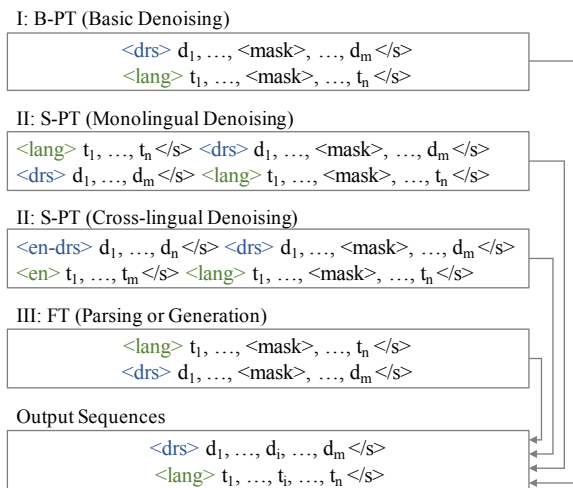 I: B-PT (Basic Denoising)
<drs> d1, …, <mask>, …, dm </s>
<lang> t1, …, <mask>, …, tn </s>
II: S-PT (Monolingual Denoising)
<lang> t1, …, tn </s> <drs> d1, …, <mask>, …, dm </s>
<drs> d1, …, dm </s> <lang> t1, …, <mask>, …, tn </s>
II: S-PT (Cross-lingual Denoising)
<en-drs> d1, …, dn </s> <drs> d1, …, <mask>, …, dm </s>
<en> t1, …, tm </s> <lang> t1, …, <mask>, …, tn </s>
III: FT (Parsing or Generation)
<lang> t1, …, <mask>, …, tn </s>
<drs> d1, …, <mask>, …, dm </s>
Output Sequences
<drs> d1, …, di, …, dm </s>
<lang> t1, …, ti, …, tn </s>